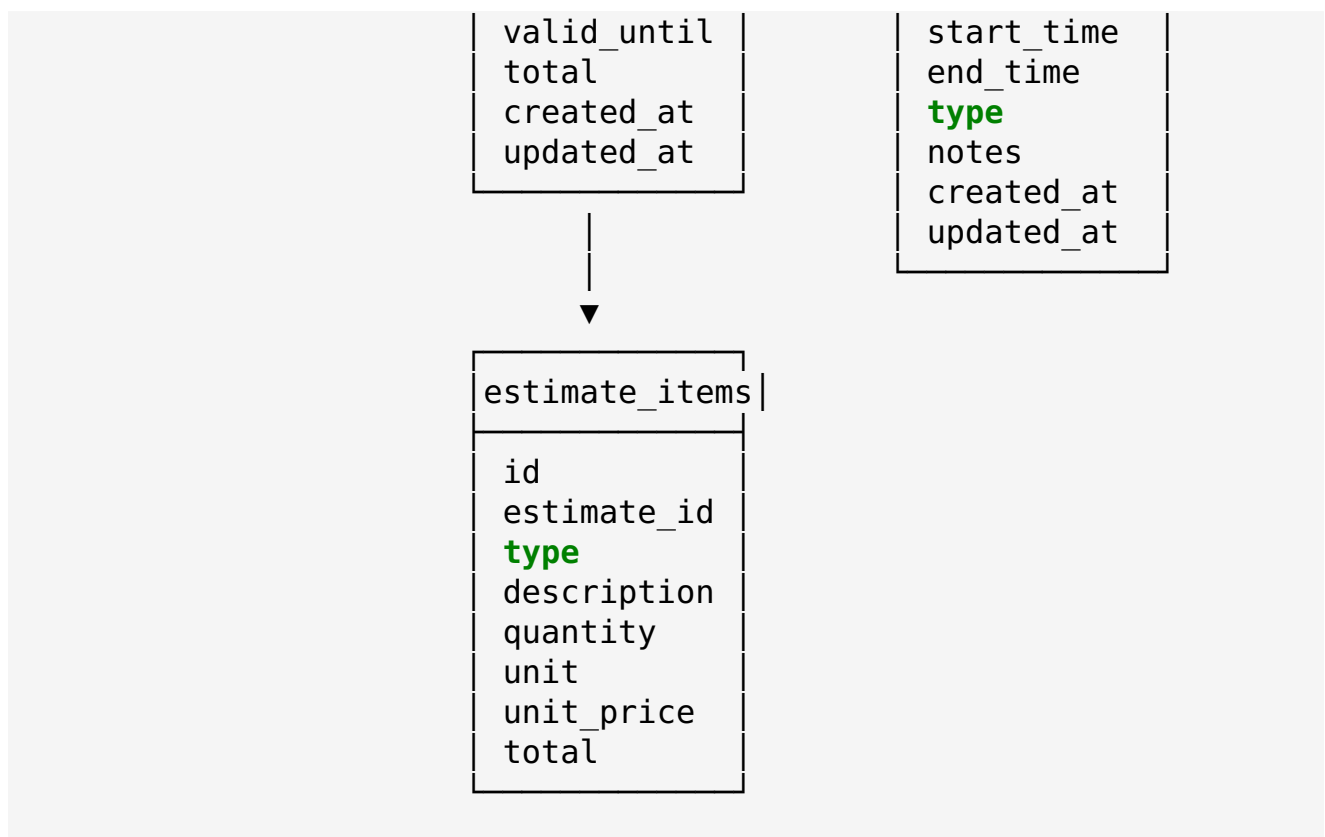 valid_until
total
created_at
updated_at
start_time
end_time
type
notes
created_at
updated_at
estimate_items
id
estimate_id
type
description
quantity
unit
unit_price
total